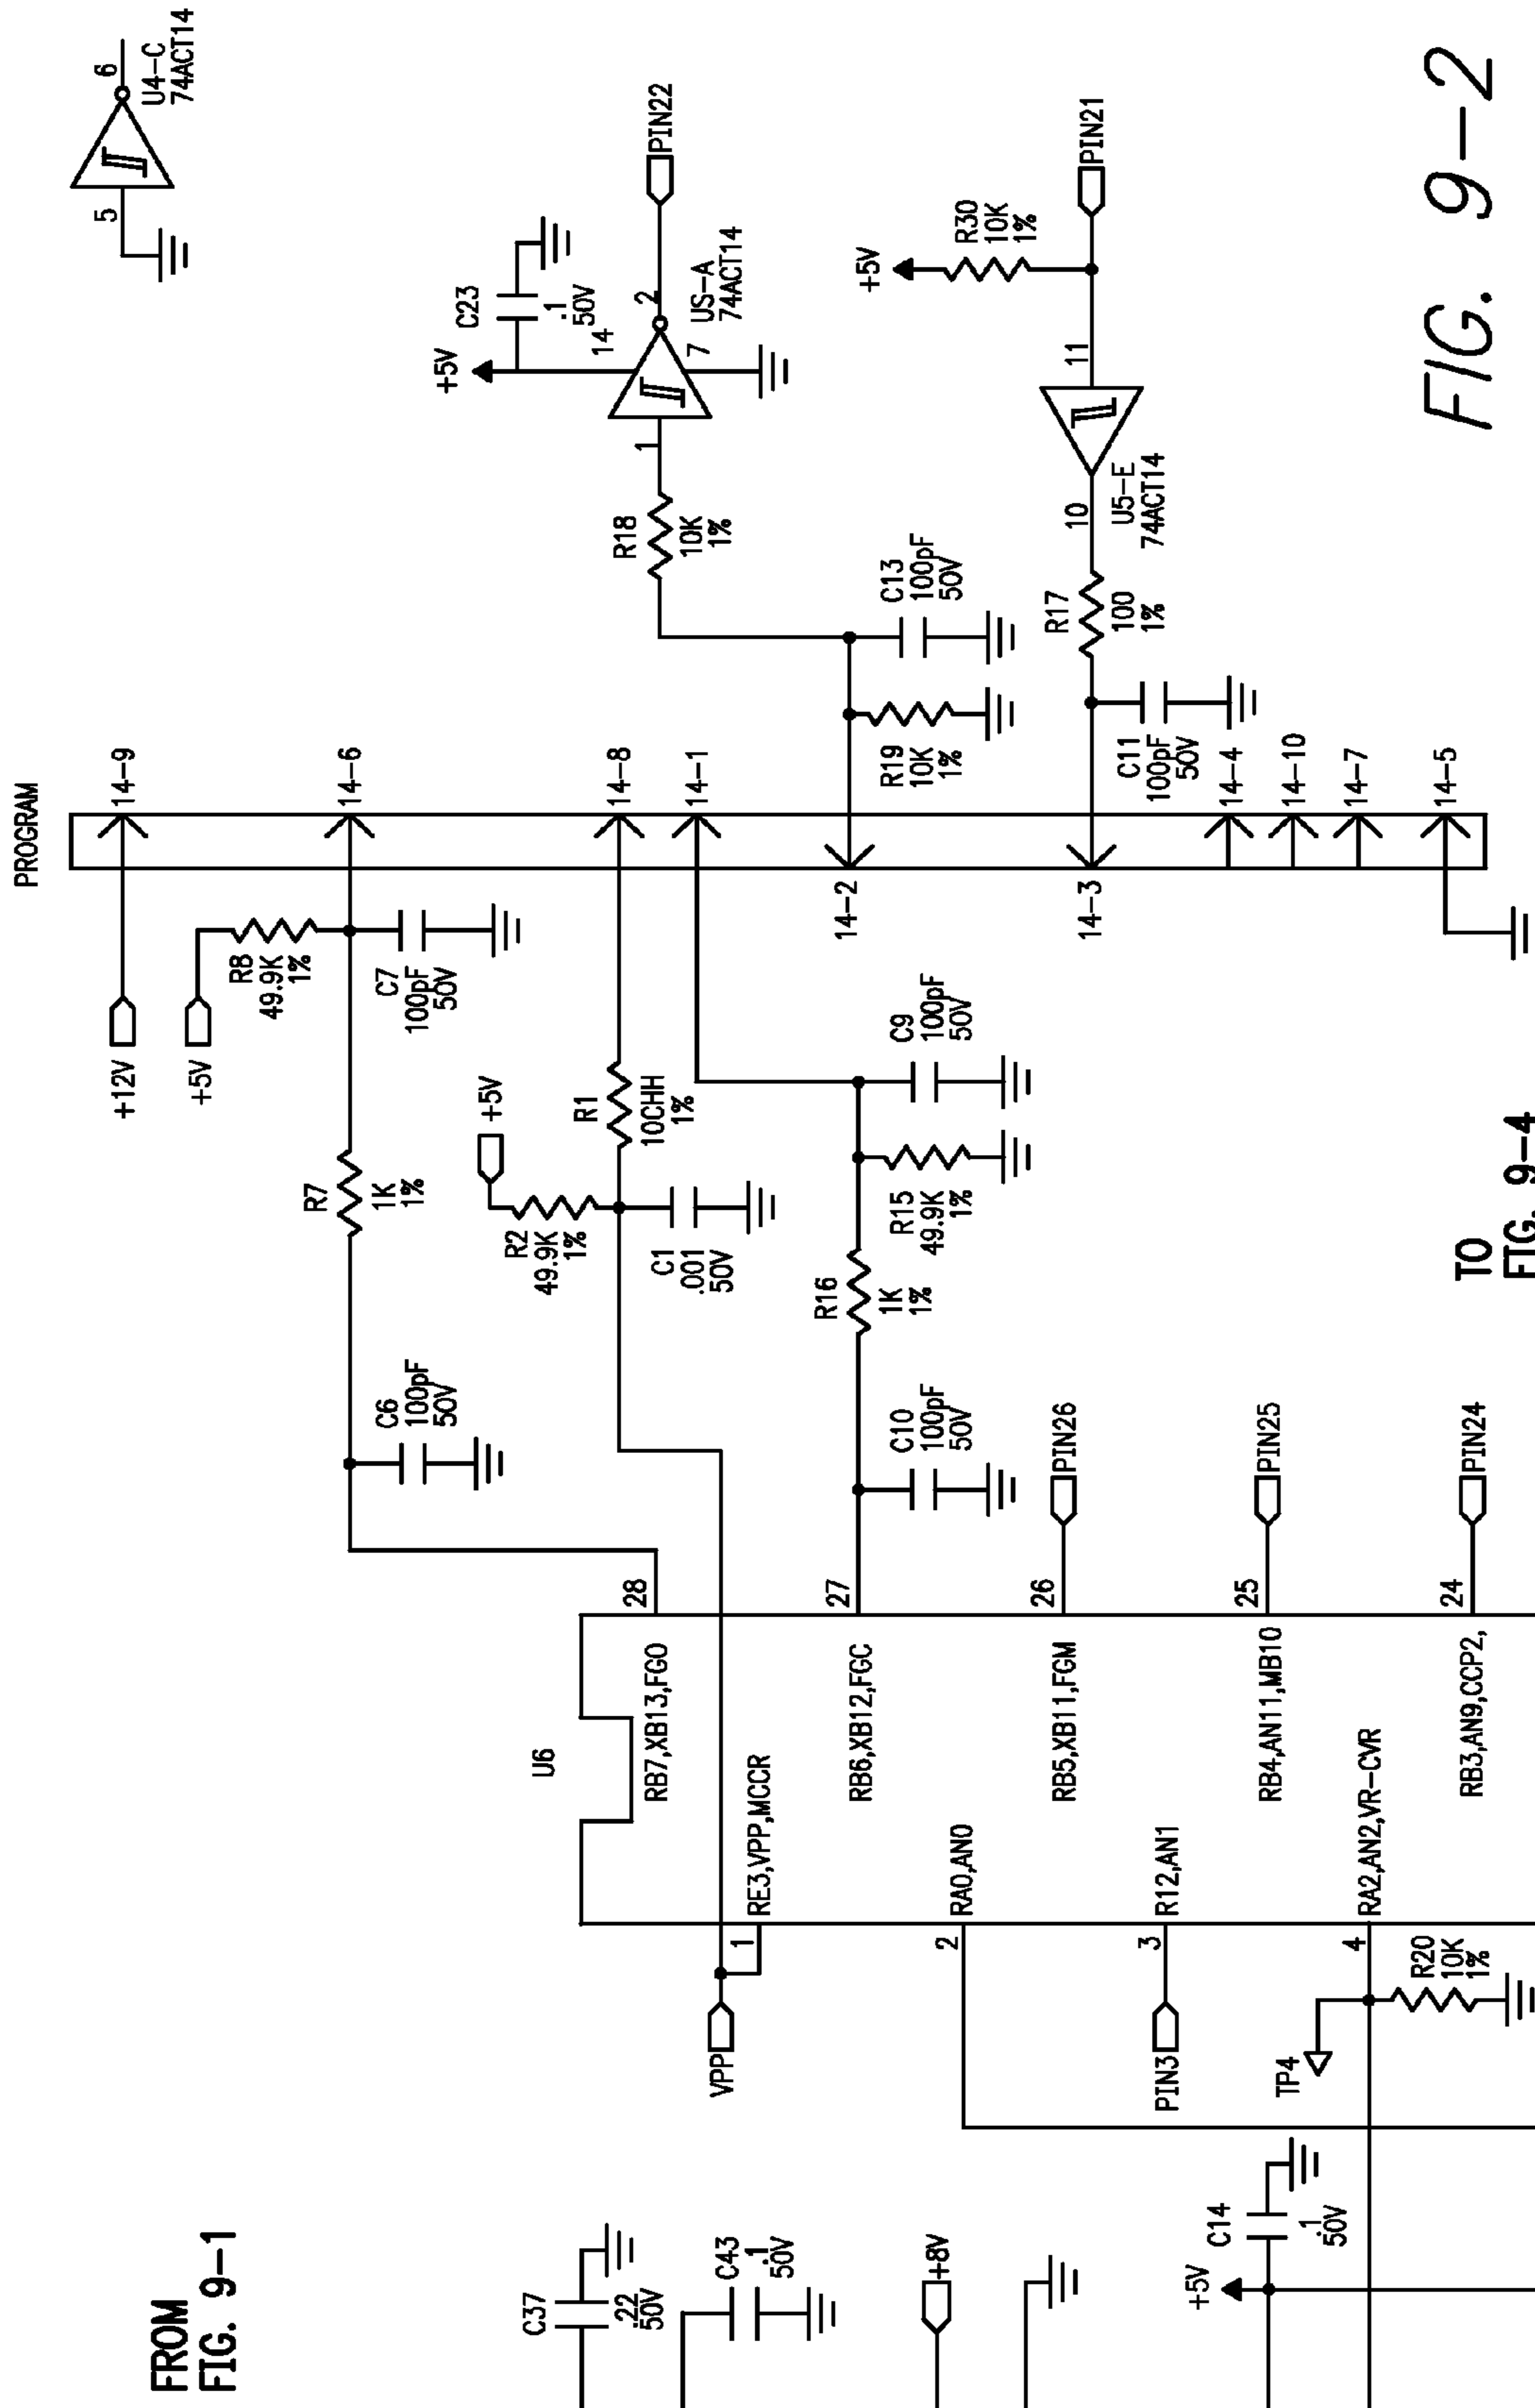 FROM
FIG. 9-1
PROGRAM
5
6
U4-C
74ACT14
+12V
14-9
+5V
R8
49.9K
1%
14-6
R7
1K
1%
C7
100pF
50V
C6
100pF
50V
+5V
R2
49.9K
1%
R1
10CHH
1%
14-8
C1
.001
50V
14-1
+5V
C23
.1
50V
14
1
2
7
US-A
74ACT14
PIN22
R18
10K
1%
14-2
R19
10K
1%
C13
100pF
50V
R16
1K
1%
R15
49.9K
1%
C9
100pF
50V
C10
100pF
50V
+5V
R30
10K
1%
PIN21
11
10
U5-E
74ACT14
R17
100
1%
14-3
C11
100pF
50V
14-4
14-10
14-7
14-5
U6
28
RB7,XB13,FGO
VPP
1
RE3,VPP,MCCR
27
RB6,XB12,FGC
2
RA0,AN0
26
RB5,XB11,FGM
PIN26
PIN3
3
R12,AN1
25
RB4,AN11,MB10
PIN25
TP4
4
RA2,AN2,VR-CVR
R20
10K
1%
24
RB3,AN9,CCP2,
PIN24
C37
.22
50V
C43
.1
50V
+8V
+5V
C14
.1
50V
TO
FIG. 9-4
FIG. 9-2